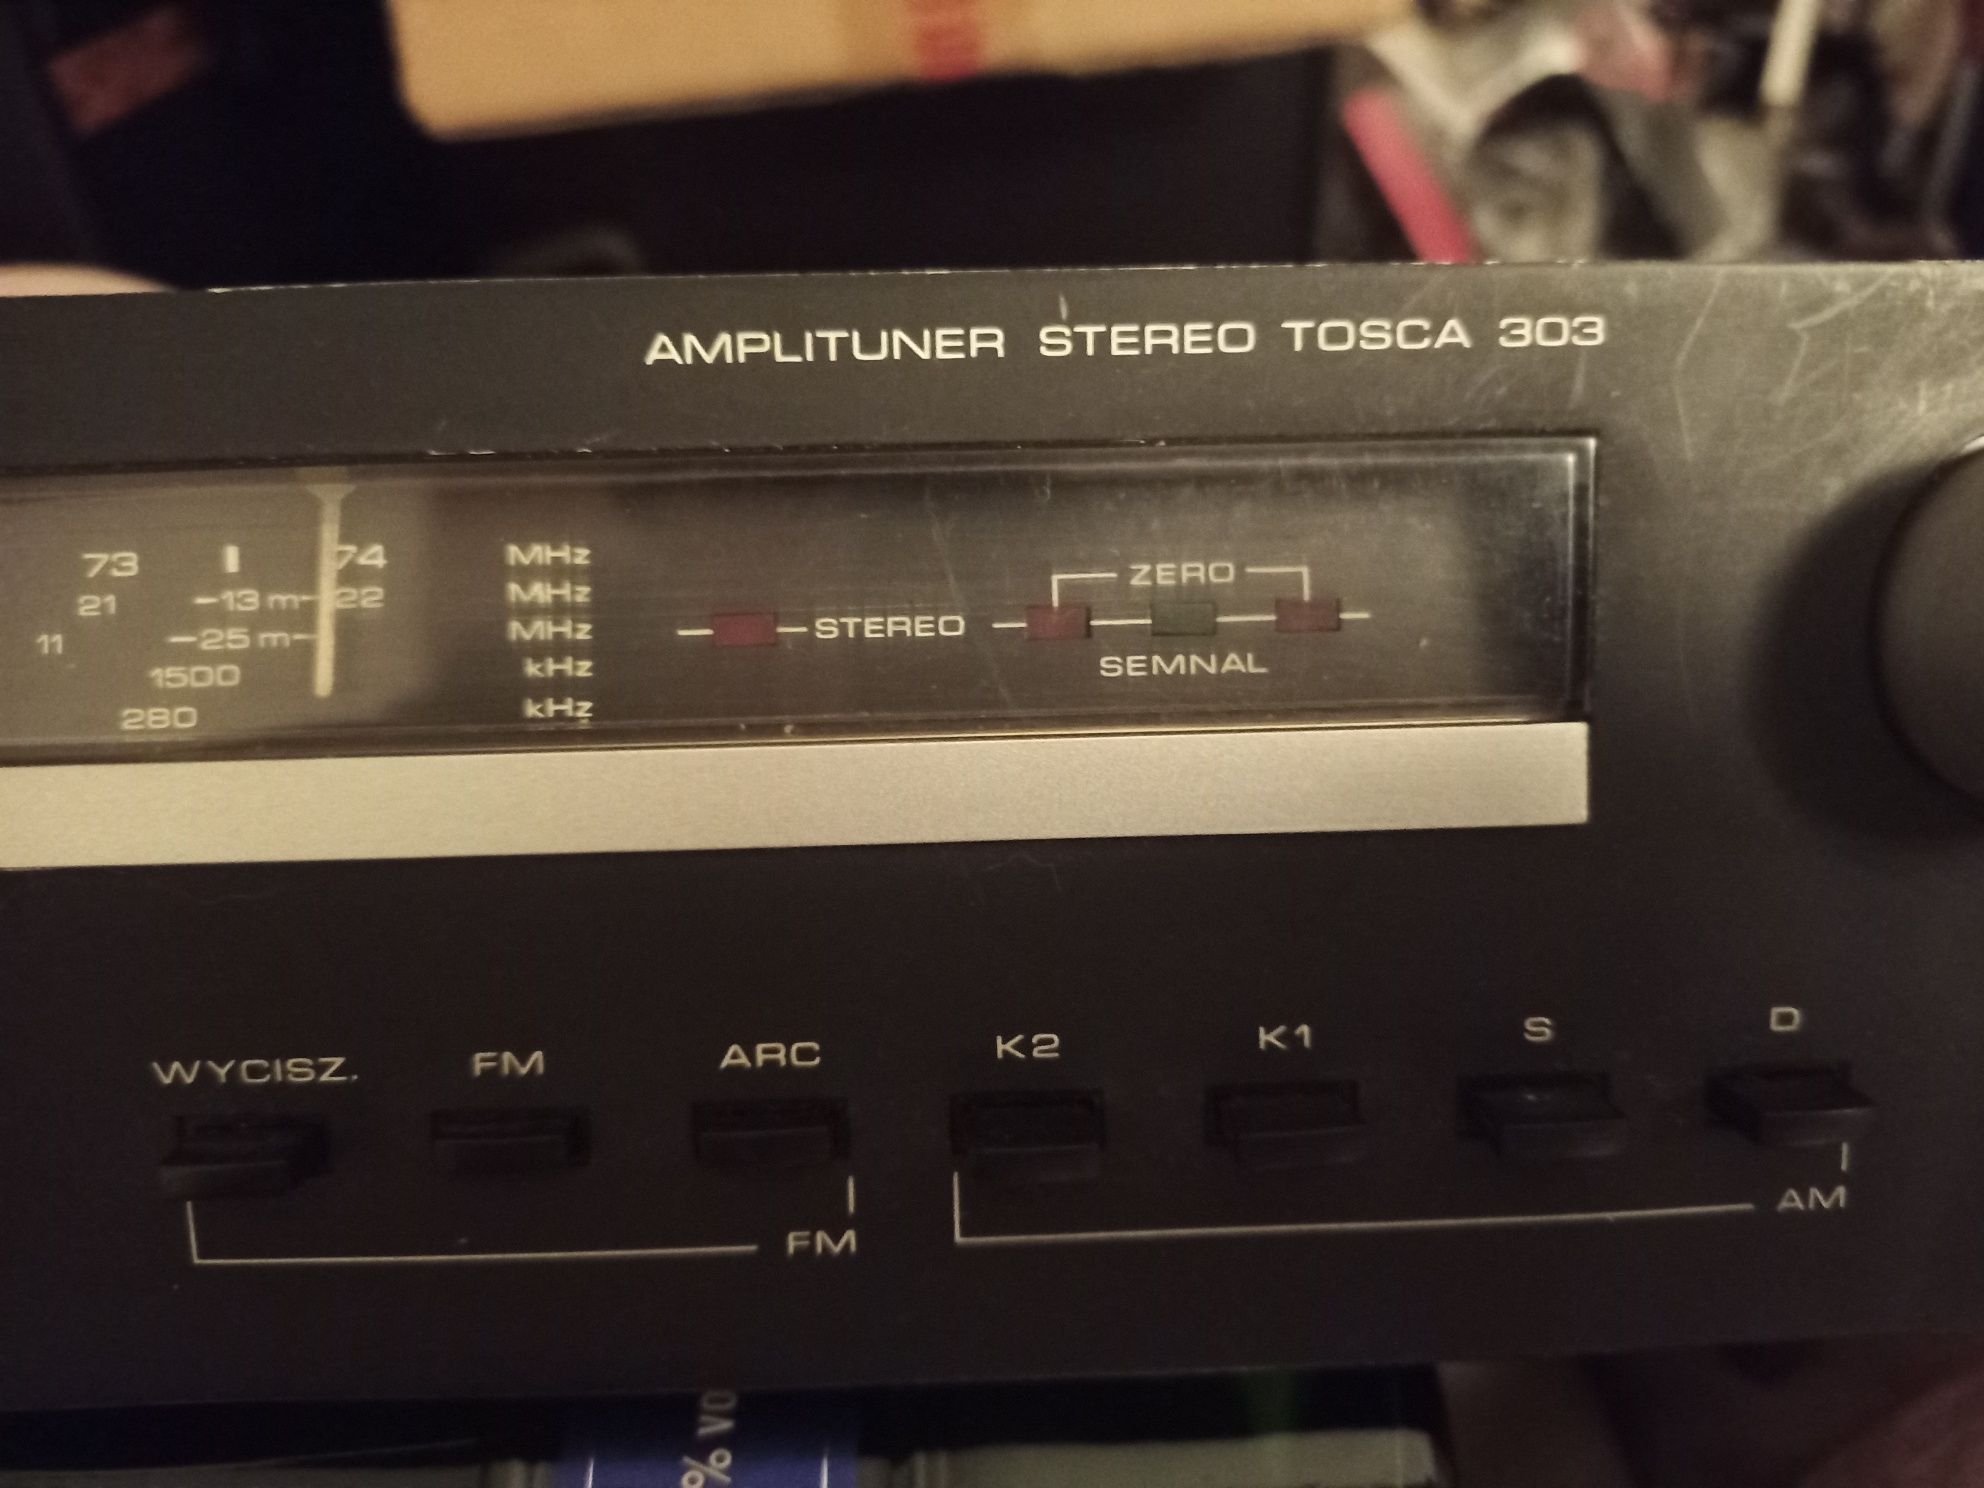 AMPLITUNER STEREO TOSCA 303
73 74 MHz
21 -13 m- 22 MHz
11 -25 m- MHz
1500 kHz
280 kHz
STEREO
ZERO
SEMNAL
WYCISZ. FM ARC K2 K1 S D
FM AM
% VO